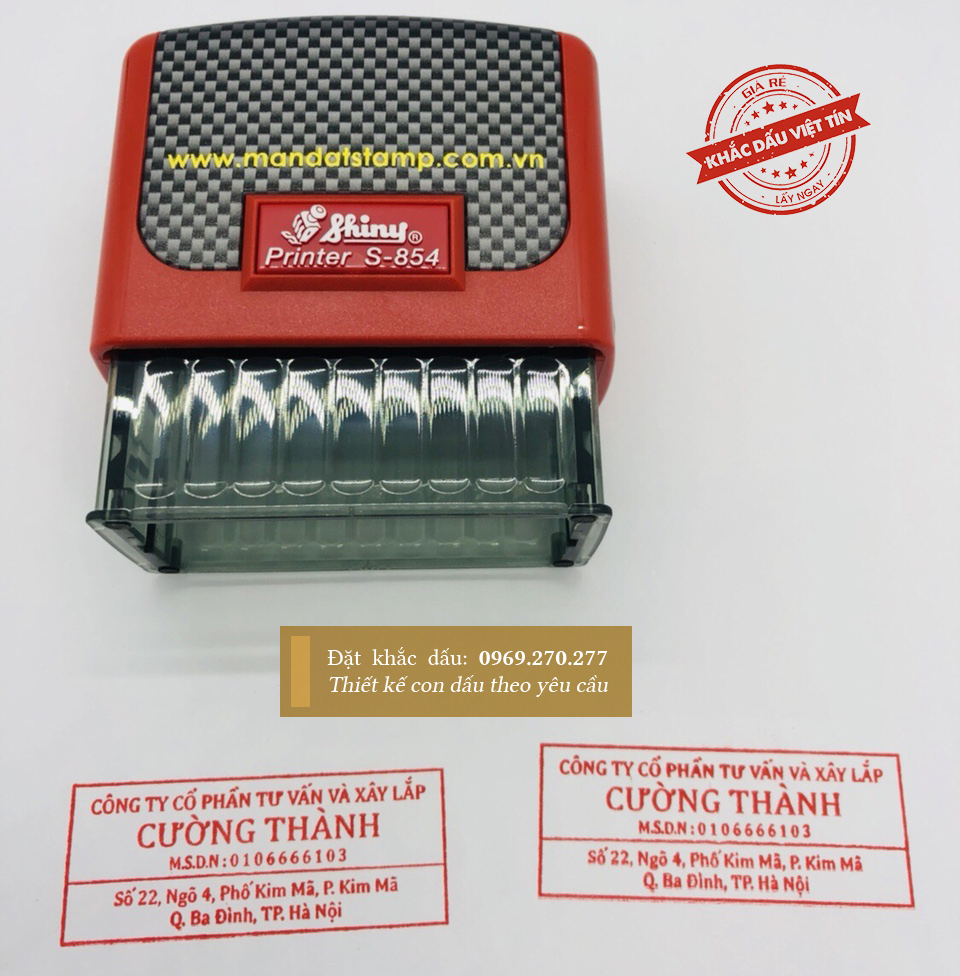 www.mandatstamp.com.vn
Shiny®
Printer S-854
GIÁ RẺ
KHẮC DẤU VIỆT TÍN
LẤY NGAY
Đặt khắc dấu: 0969.270.277
Thiết kế con dấu theo yêu cầu
CÔNG TY CỔ PHẦN TƯ VẤN VÀ XÂY LẮP
CƯỜNG THÀNH
M.S.D.N : 0106666103
Số 22, Ngõ 4, Phố Kim Mã, P. Kim Mã
Q. Ba Đình, TP. Hà Nội
CÔNG TY CỔ PHẦN TƯ VẤN VÀ XÂY LẮP
CƯỜNG THÀNH
M.S.D.N : 0106666103
Số 22, Ngõ 4, Phố Kim Mã, P. Kim Mã
Q. Ba Đình, TP. Hà Nội